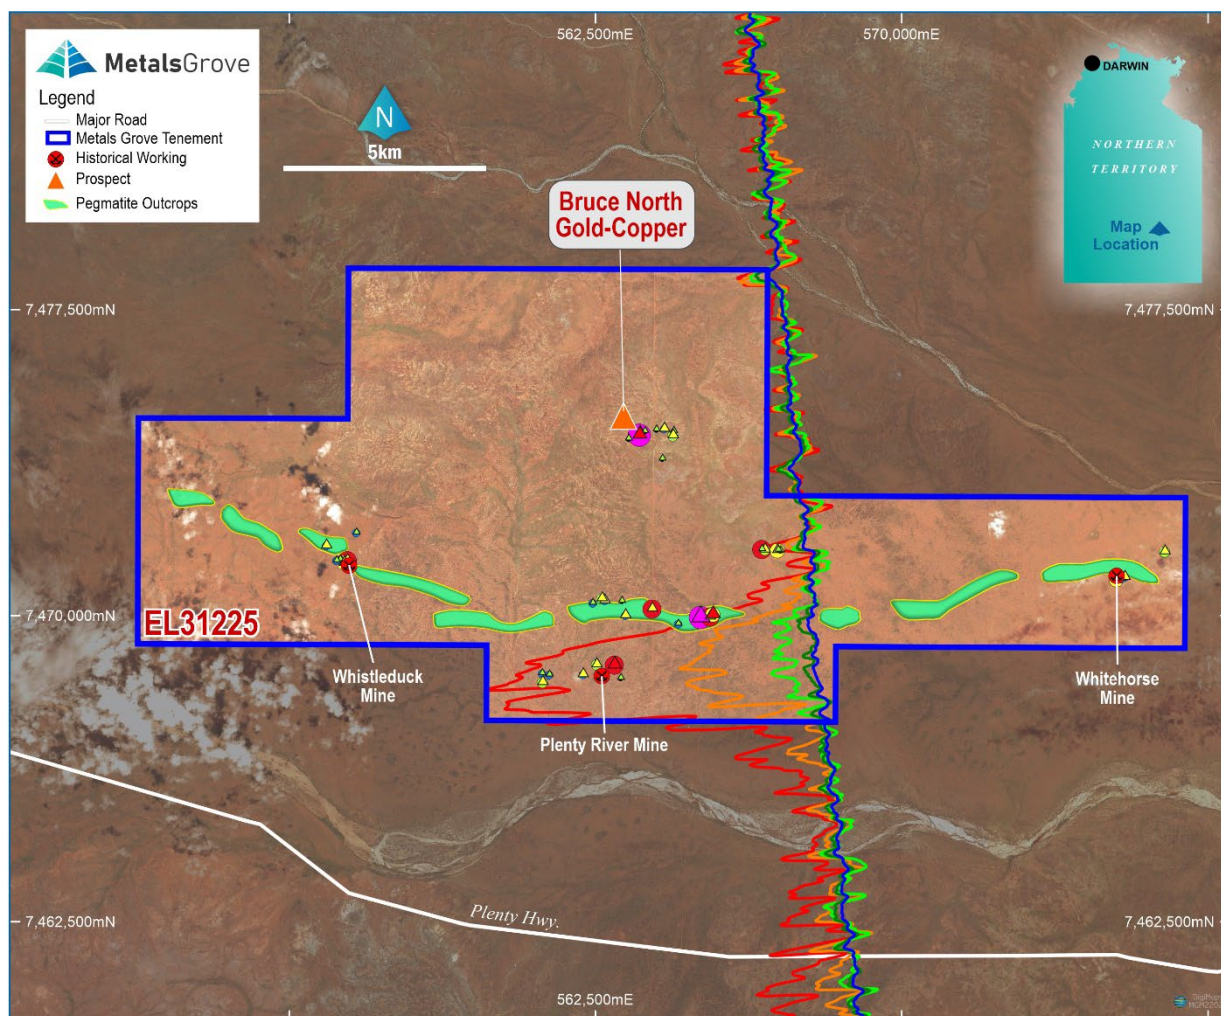 562,500mE
570,000mE
MetalsGrove
Legend
Major Road
Metals Grove Tenement
Historical Working
Prospect
Pegmatite Outcrops
N
5km
DARWIN
NORTHERN
TERRITORY
Map
Location
Bruce North
Gold-Copper
7,477,500mN
7,477,500mN
EL31225
7,470,000mN
Whistleduck
Mine
Plenty River Mine
Whitehorse
Mine
Plenty Hwy.
7,462,500mN
7,462,500mN
562,500mE